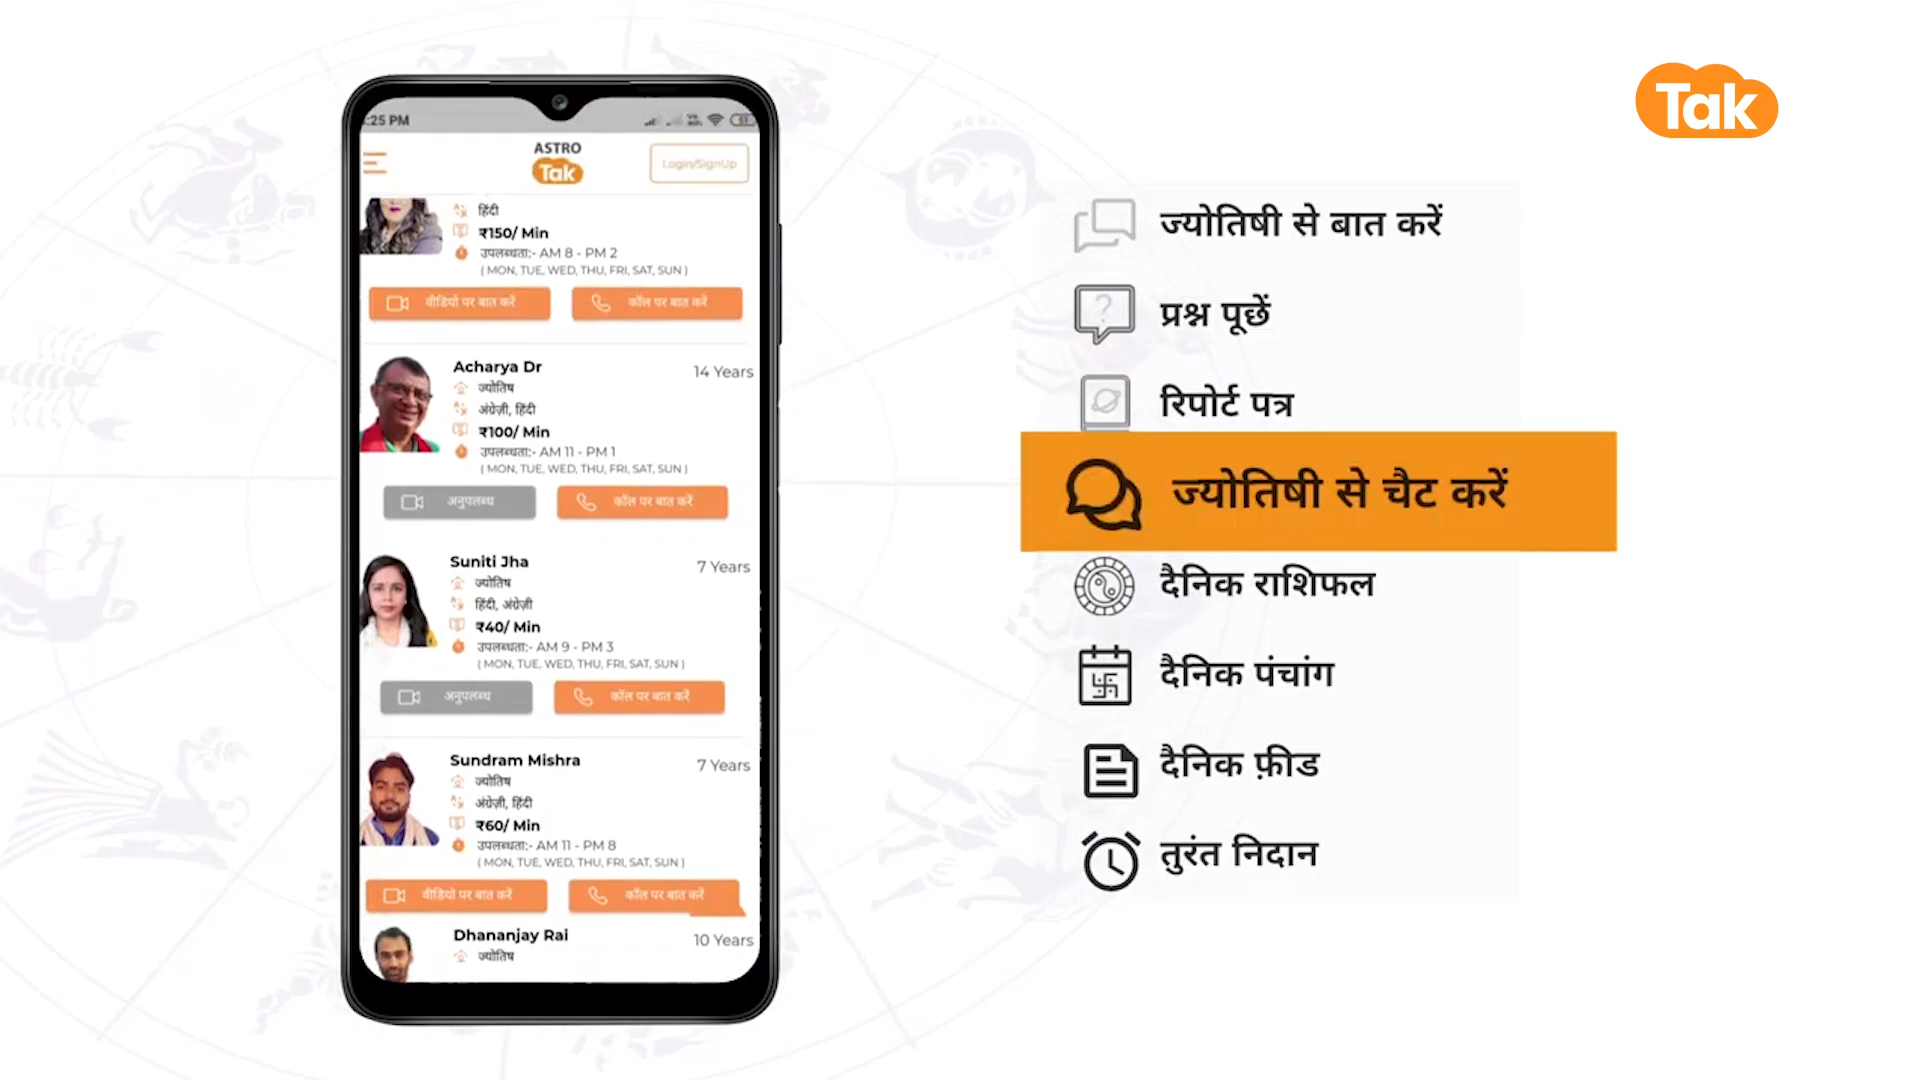 Tak
:25 PM
51
ASTRO
Tak
Login/SignUp
हिंदी
₹150/ Min
उपलब्धता:- AM 8 - PM 2
( MON, TUE, WED, THU, FRI, SAT, SUN )
वीडियो पर बात करें
कॉल पर बात करें
Acharya Dr
14 Years
ज्योतिष
अंग्रेज़ी, हिंदी
₹100/ Min
उपलब्धता:- AM 11 - PM 1
( MON, TUE, WED, THU, FRI, SAT, SUN )
अनुपलब्ध
कॉल पर बात करें
Suniti Jha
7 Years
ज्योतिष
हिंदी, अंग्रेज़ी
₹40/ Min
उपलब्धता:- AM 9 - PM 3
( MON, TUE, WED, THU, FRI, SAT, SUN )
अनुपलब्ध
कॉल पर बात करें
Sundram Mishra
7 Years
ज्योतिष
अंग्रेज़ी, हिंदी
₹60/ Min
उपलब्धता:- AM 11 - PM 8
( MON, TUE, WED, THU, FRI, SAT, SUN )
वीडियो पर बात करें
कॉल पर बात करें
Dhananjay Rai
10 Years
ज्योतिष
ज्योतिषी से बात करें
प्रश्न पूछें
रिपोर्ट पत्र
ज्योतिषी से चैट करें
दैनिक राशिफल
दैनिक पंचांग
दैनिक फ़ीड
तुरंत निदान